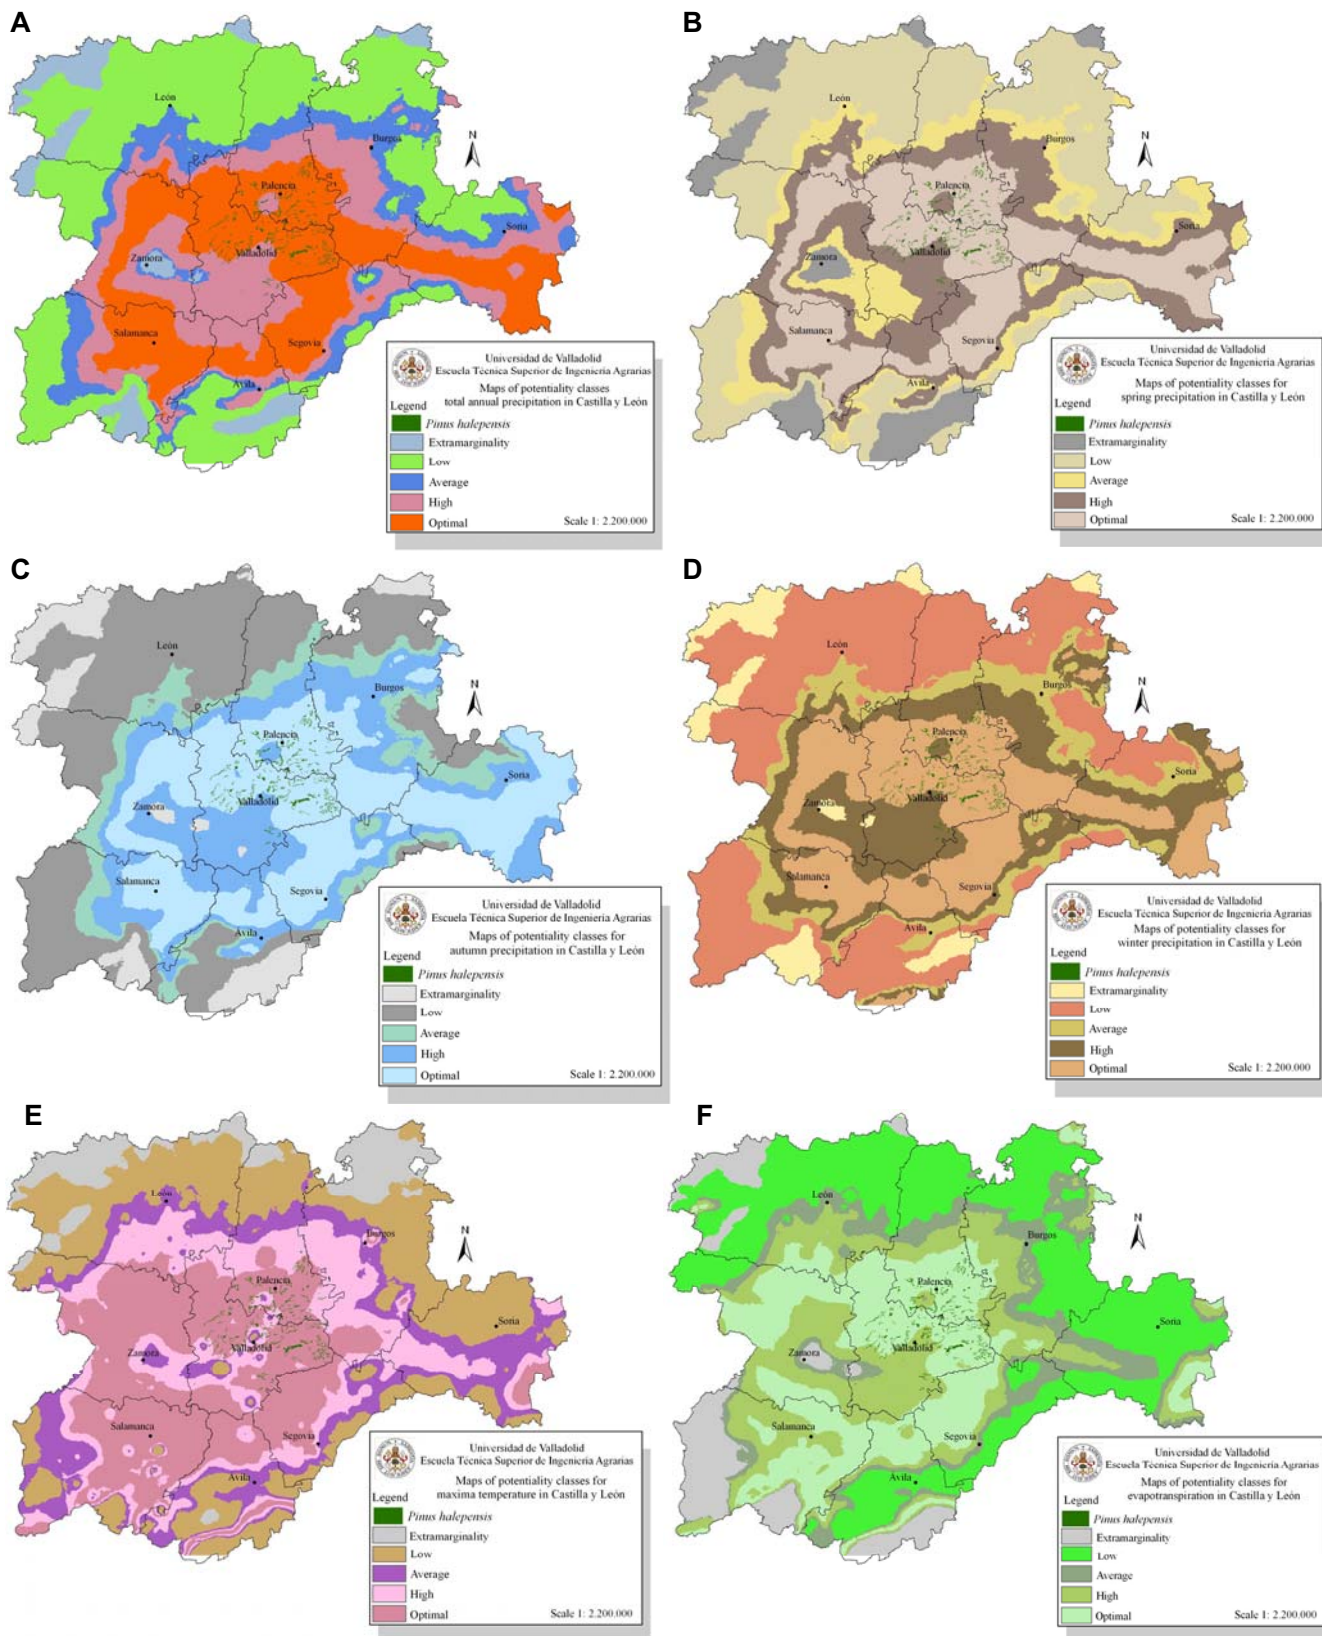 A
León
Burgos
N
Palencia
Soria
Valladolid
Zamora
Salamanca
Segovia
Ávila
Universidad de Valladolid
Escuela Técnica Superior de Ingenieria Agrarias
Maps of potentiality classes for
total annual precipitation in Castilla y León
Legend
Pinus halepensis
Extramarginality
Low
Average
High
Optimal
Scale 1: 2.200.000
B
León
Burgos
N
Palencia
Soria
Valladolid
Zamora
Salamanca
Segovia
Ávila
Universidad de Valladolid
Escuela Técnica Superior de Ingenieria Agrarias
Maps of potentiality classes for
spring precipitation in Castilla y León
Legend
Pinus halepensis
Extramarginality
Low
Average
High
Optimal
Scale 1: 2.200.000
C
León
Burgos
N
Palencia
Soria
Valladolid
Zamora
Salamanca
Segovia
Ávila
Universidad de Valladolid
Escuela Técnica Superior de Ingenieria Agrarias
Maps of potentiality classes for
autumn precipitation in Castilla y León
Legend
Pinus halepensis
Extramarginality
Low
Average
High
Optimal
Scale 1: 2.200.000
D
León
Burgos
N
Palencia
Soria
Valladolid
Zamora
Salamanca
Segovia
Ávila
Universidad de Valladolid
Escuela Técnica Superior de Ingenieria Agrarias
Maps of potentiality classes for
winter precipitation in Castilla y León
Legend
Pinus halepensis
Extramarginality
Low
Average
High
Optimal
Scale 1: 2.200.000
E
León
Burgos
N
Palencia
Soria
Valladolid
Zamora
Salamanca
Segovia
Ávila
Universidad de Valladolid
Escuela Técnica Superior de Ingenieria Agrarias
Maps of potentiality classes for
maxima temperature in Castilla y León
Legend
Pinus halepensis
Extramarginality
Low
Average
High
Optimal
Scale 1: 2.200.000
F
León
Burgos
N
Palencia
Soria
Valladolid
Zamora
Salamanca
Segovia
Ávila
Universidad de Valladolid
Escuela Técnica Superior de Ingenieria Agrarias
Maps of potentiality classes for
evapotranspiration in Castilla y León
Legend
Pinus halepensis
Extramarginality
Low
Average
High
Optimal
Scale 1: 2.200.000